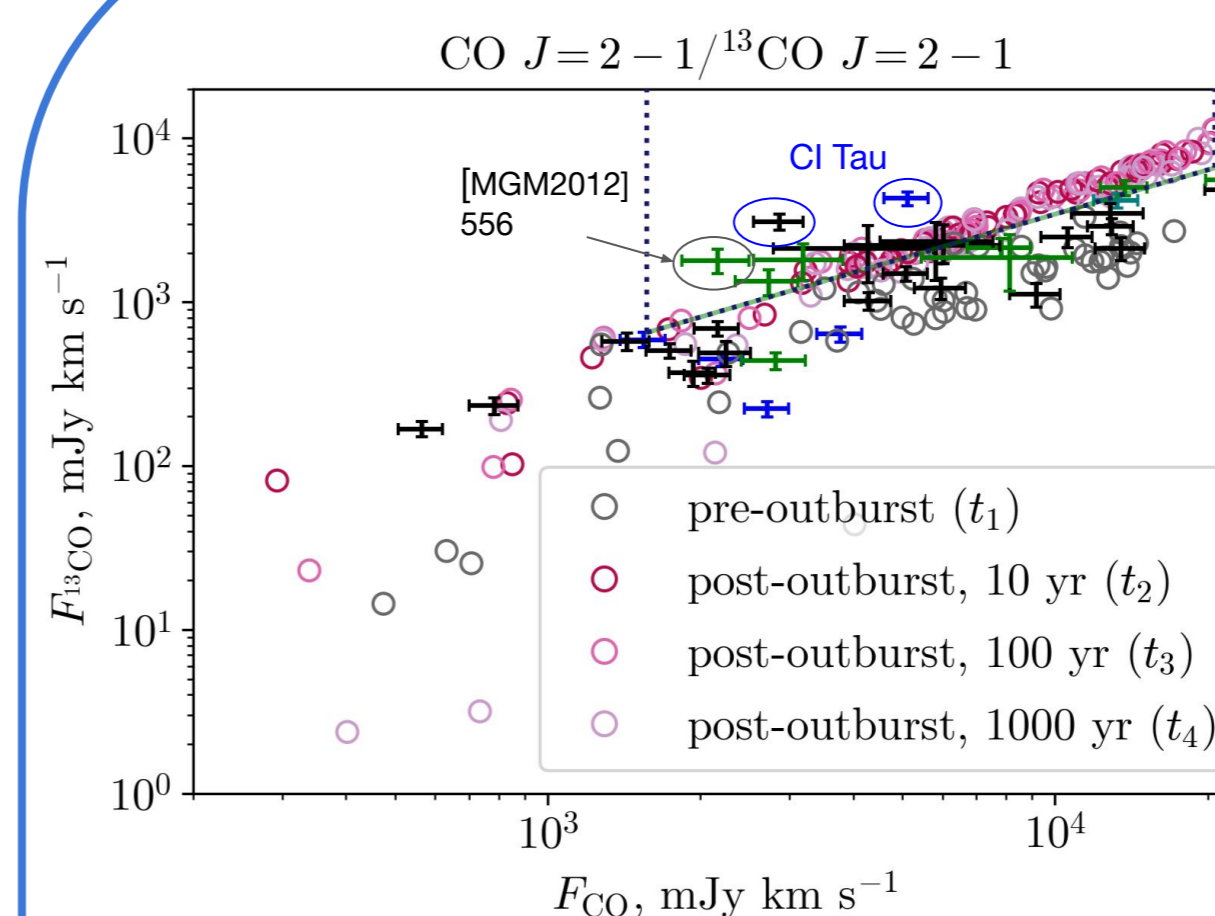 CO J = 2 − 1/¹³CO J = 2 − 1
10⁴
CI Tau
[MGM2012]
556
10³
10²
pre-outburst (t₁)
post-outburst, 10 yr (t₂)
10¹
post-outburst, 100 yr (t₃)
post-outburst, 1000 yr (t₄)
10⁰
F¹³CO, mJy km s⁻¹
10³
10⁴
F_CO, mJy km s⁻¹